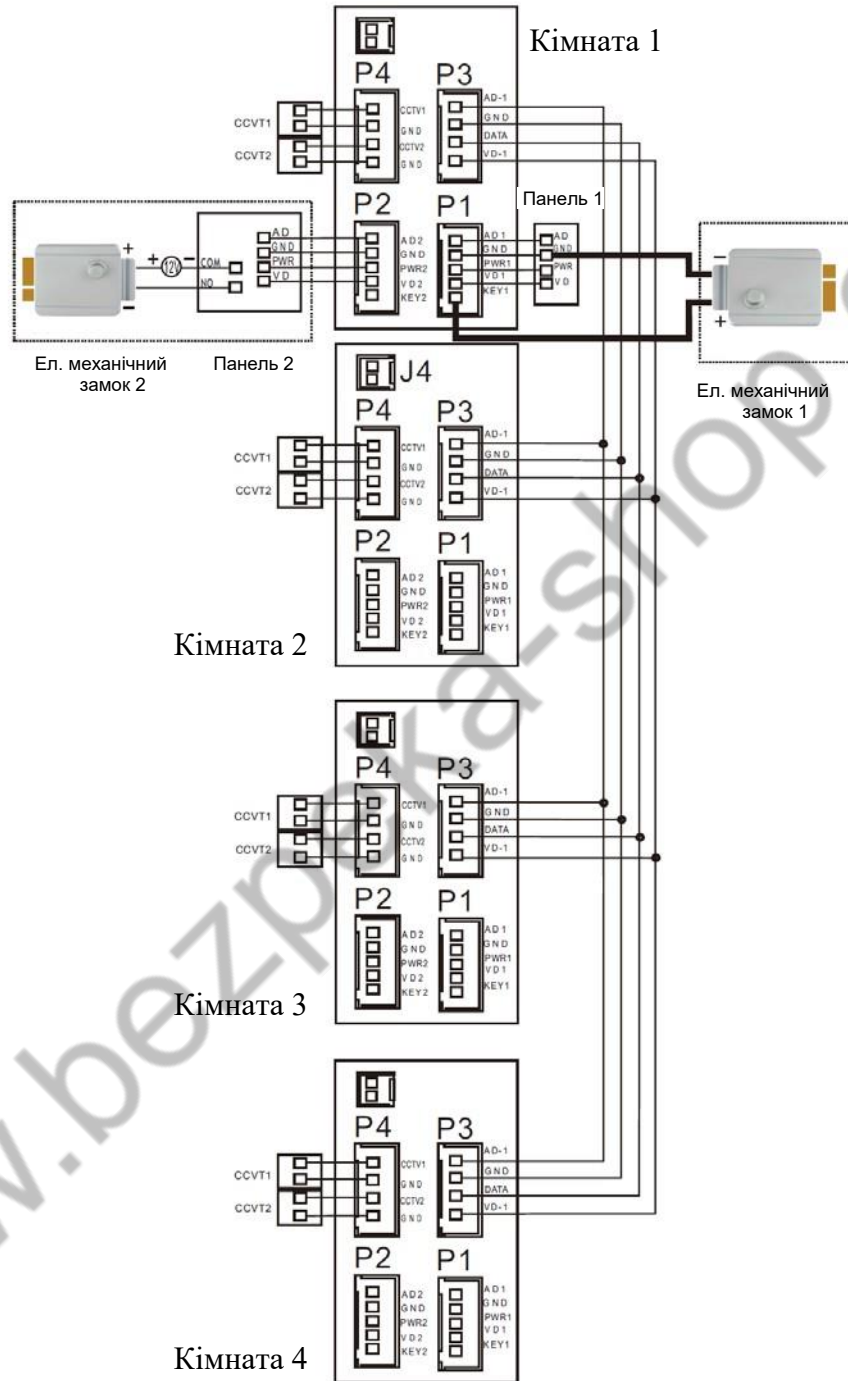 Кімната 1
P4
P3
CCVT1
CCVT2
CCTV1
GND
CCTV2
GND
AD-1
GND
DATA
VD-1
P2
P1
Панель 1
+
-
+
12V
-
COM
NO
AD
GND
PWR
VD
AD2
GND
PWR2
VD2
KEY2
AD1
GND
PWR1
VD1
KEY1
AD
GND
PWR
VD
-
+
Ел. механічний
замок 2
Панель 2
Ел. механічний
замок 1
J4
P4
P3
CCVT1
CCVT2
CCTV1
GND
CCTV2
GND
AD-1
GND
DATA
VD-1
P2
P1
AD2
GND
PWR2
VD2
KEY2
AD1
GND
PWR1
VD1
KEY1
Кімната 2
P4
P3
CCVT1
CCVT2
CCTV1
GND
CCTV2
GND
AD-1
GND
DATA
VD-1
P2
P1
AD2
GND
PWR2
VD2
KEY2
AD1
GND
PWR1
VD1
KEY1
Кімната 3
P4
P3
CCVT1
CCVT2
CCTV1
GND
CCTV2
GND
AD-1
GND
DATA
VD-1
P2
P1
AD2
GND
PWR2
VD2
KEY2
AD1
GND
PWR1
VD1
KEY1
Кімната 4
w.bezpeka-shop